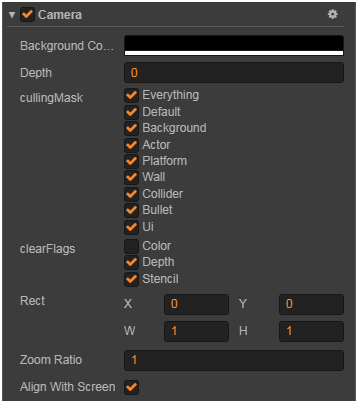 Camera
Background Co...
Depth 0
cullingMask Everything
Default
Background
Actor
Platform
Wall
Collider
Bullet
Ui
clearFlags Color
Depth
Stencil
Rect X 0 Y 0
W 1 H 1
Zoom Ratio 1
Align With Screen